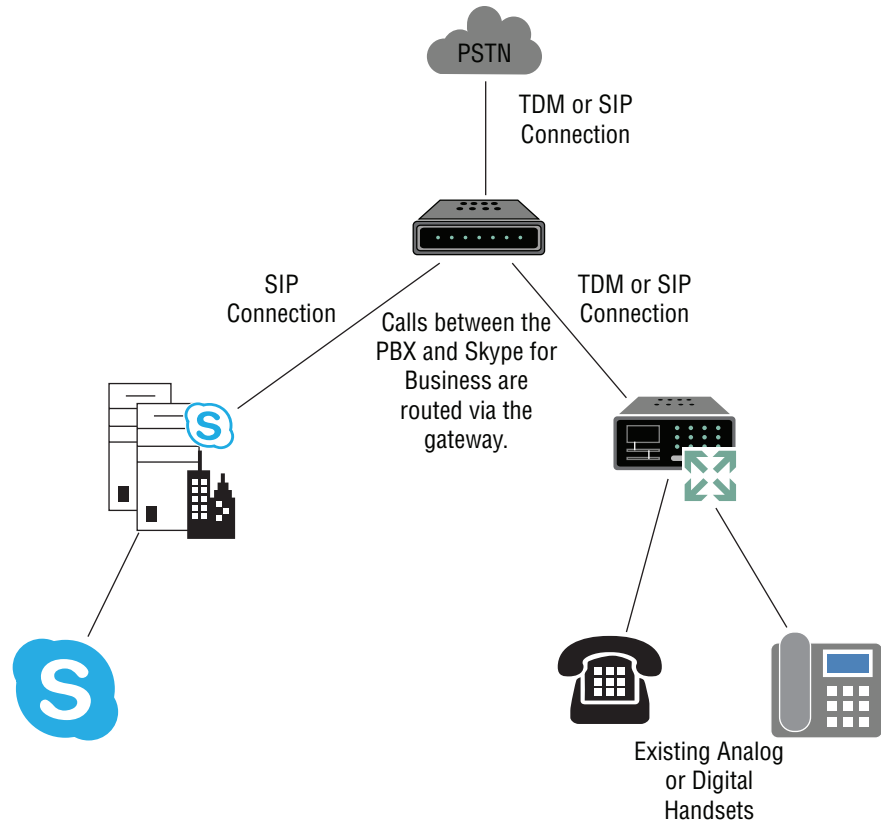 PSTN
TDM or SIP
Connection
SIP
Connection
TDM or SIP
Connection
Calls between the
PBX and Skype for
Business are
routed via the
gateway.
S
S
Existing Analog
or Digital
Handsets